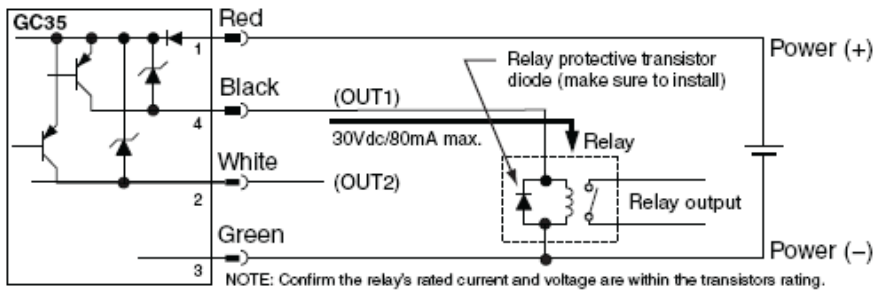 GC35
Red
1
Power (+)
Relay protective transistor
diode (make sure to install)
Black
(OUT1)
4
30Vdc/80mA max.
Relay
White
(OUT2)
2
Relay output
Green
3
Power (–)
NOTE: Confirm the relay's rated current and voltage are within the transistors rating.